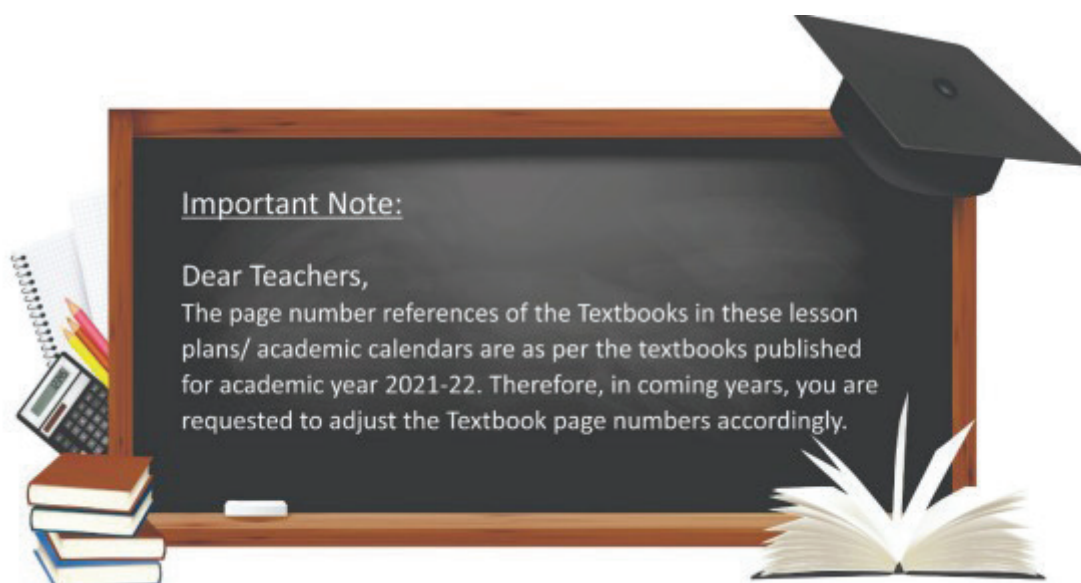 Important Note:
Dear Teachers,
The page number references of the Textbooks in these lesson
plans/ academic calendars are as per the textbooks published
for academic year 2021-22. Therefore, in coming years, you are
requested to adjust the Textbook page numbers accordingly.